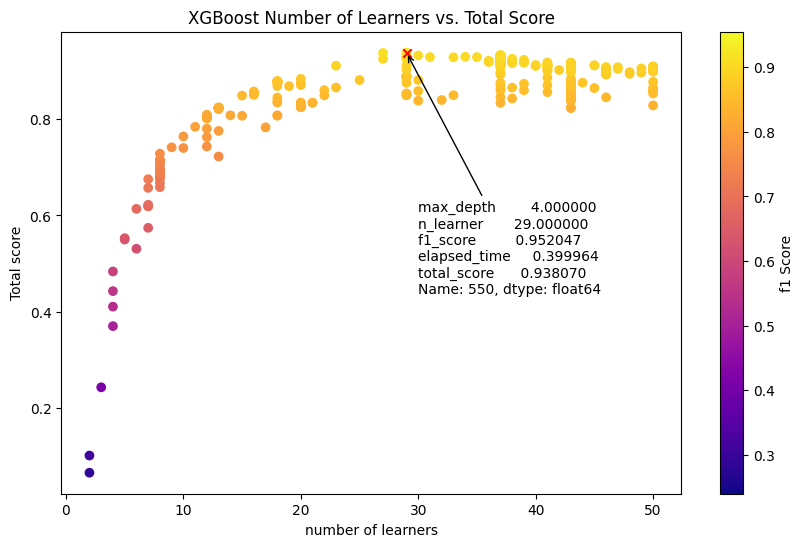 XGBoost Number of Learners vs. Total Score
Total score
0.8
0.6
0.4
0.2
max_depth 4.000000
n_learner 29.000000
f1_score 0.952047
elapsed_time 0.399964
total_score 0.938070
Name: 550, dtype: float64
0 10 20 30 40 50
number of learners
0.9
0.8
0.7
0.6
0.5
0.4
0.3
f1 Score